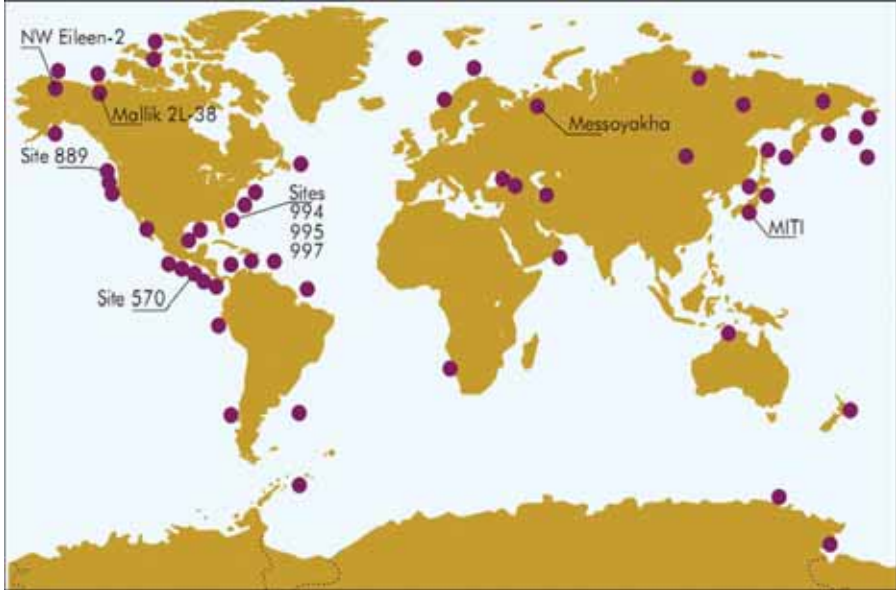 NW Eileen-2
Mallik 2L-38
Messoyakha
Site 889
Sites
994
995
997
MITI
Site 570